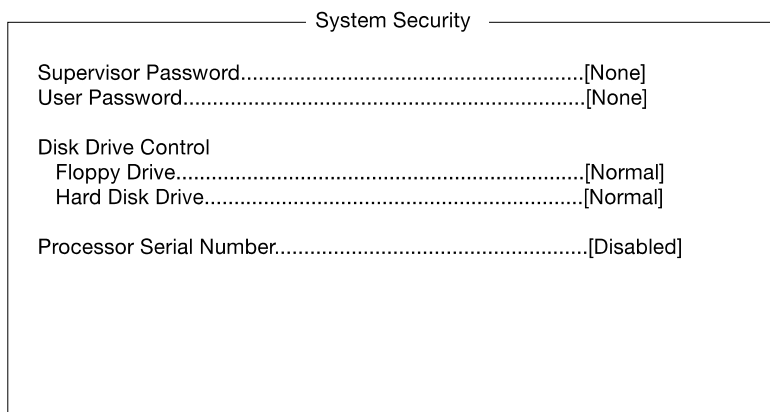 System Security
Supervisor Password..........................................................[None]
User Password....................................................................[None]
Disk Drive Control
Floppy Drive.....................................................................[Normal]
Hard Disk Drive................................................................[Normal]
Processor Serial Number....................................................[Disabled]